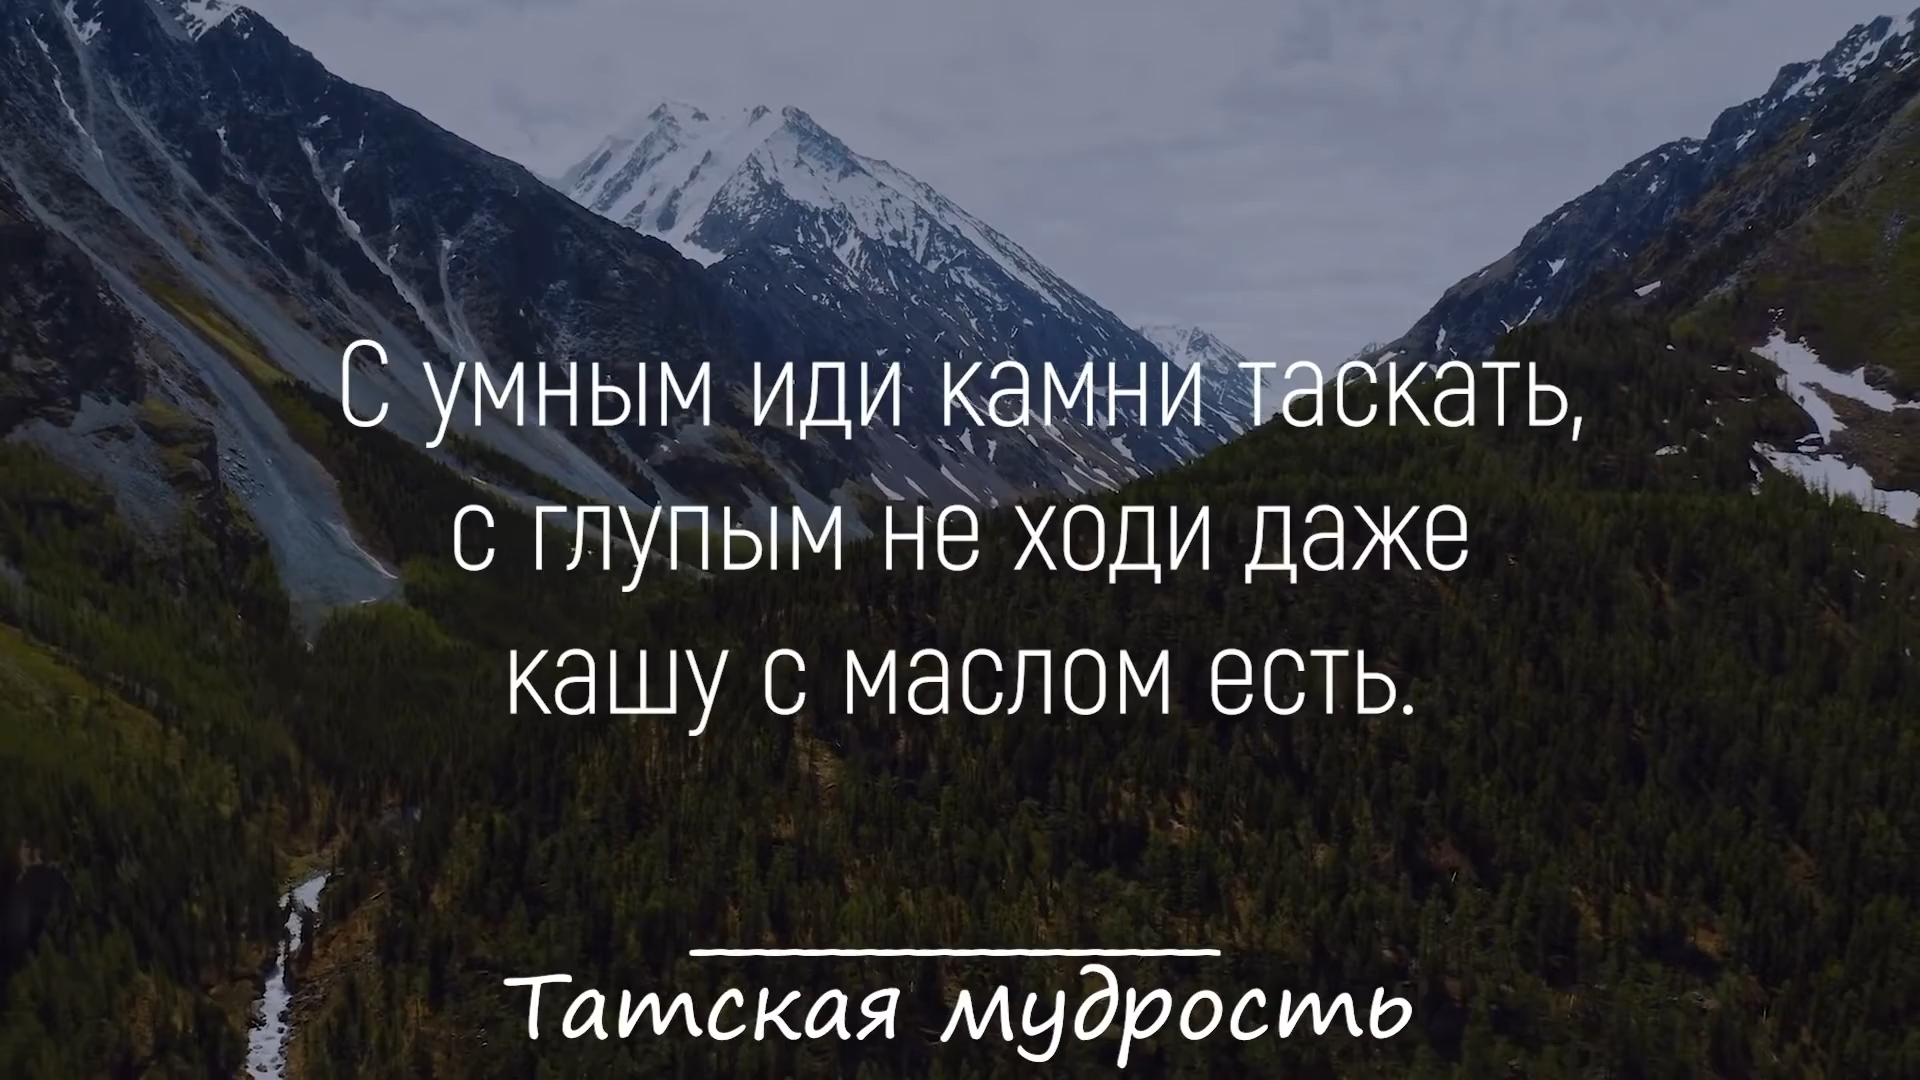 С умным иди камни таскать,
с глупым не ходи даже
кашу с маслом есть.
Татская мудрость